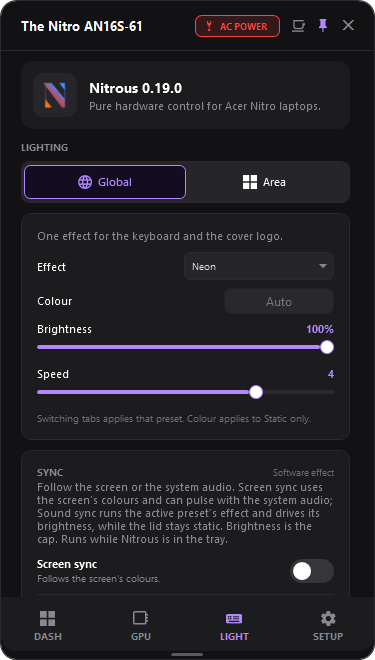 The Nitro AN16S-61
AC POWER
Nitrous 0.19.0
Pure hardware control for Acer Nitro laptops.
LIGHTING
Global
Area
One effect for the keyboard and the cover logo.
Effect
Neon
Colour
Auto
Brightness
100%
Speed
4
Switching tabs applies that preset. Colour applies to Static only.
SYNC
Software effect
Follow the screen or the system audio. Screen sync uses
the screen's colours and can pulse with the system audio;
Sound sync runs the active preset's effect and drives its
brightness, while the lid stays static. Brightness is the
cap. Runs while Nitrous is in the tray.
Screen sync
Follows the screen's colours.
DASH
GPU
LIGHT
SETUP